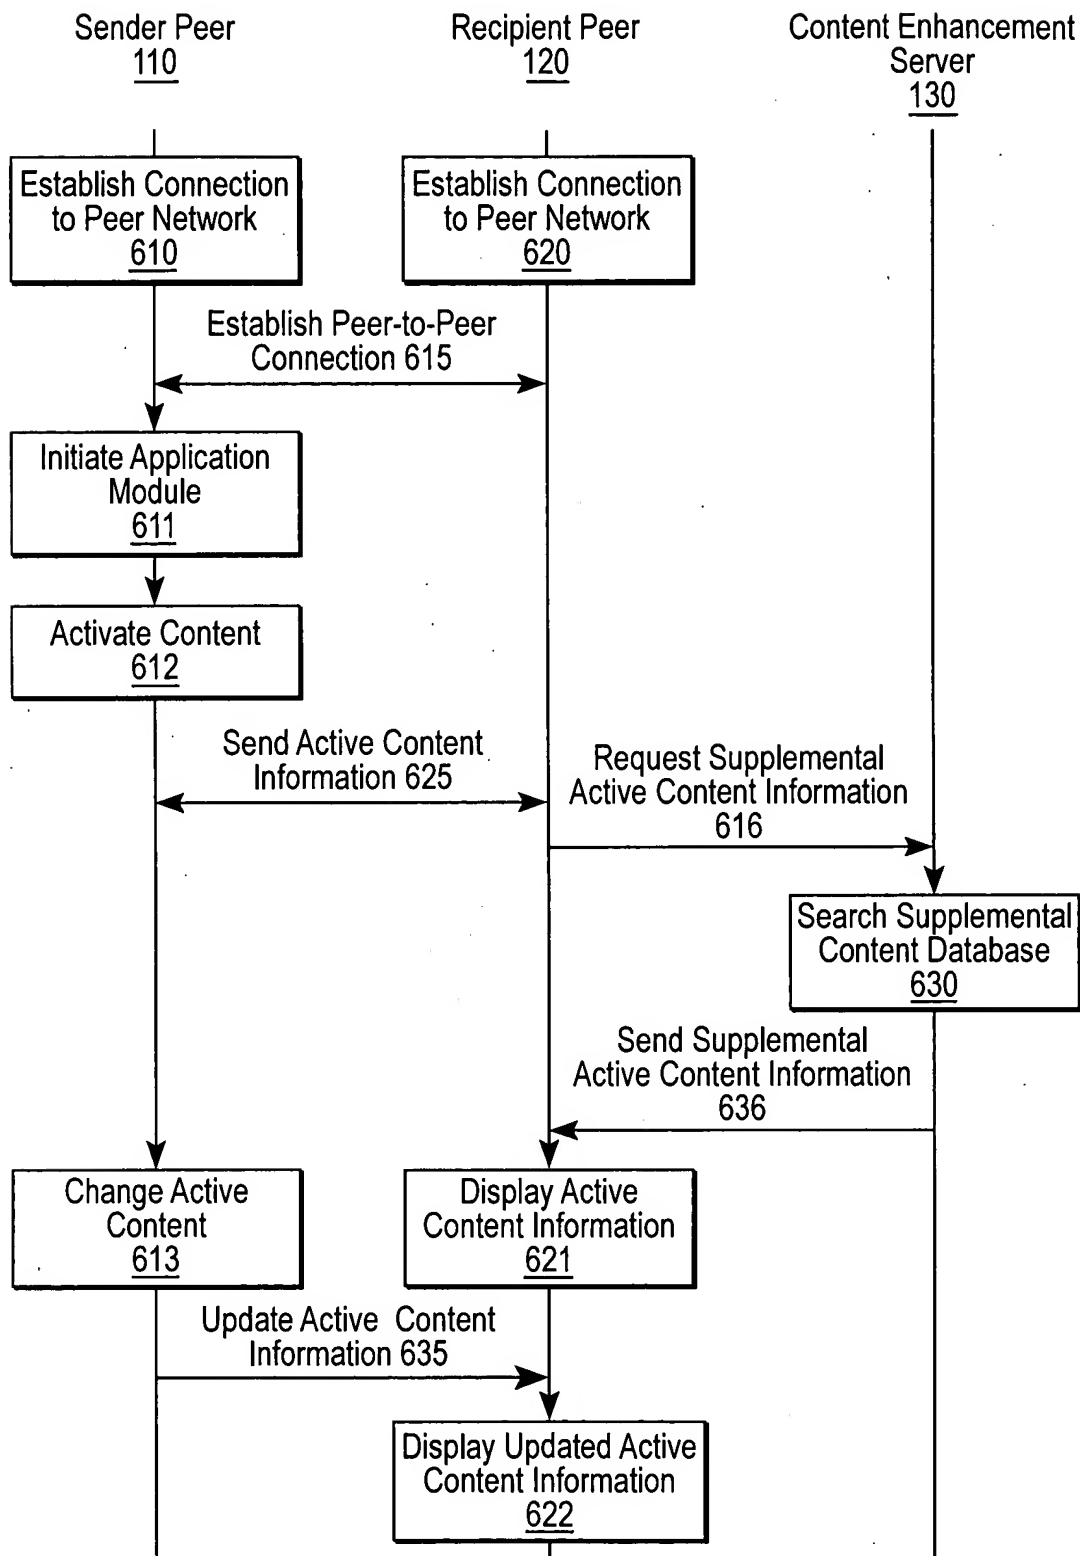 Sender Peer
110
Recipient Peer
120
Content Enhancement
Server
130
Establish Connection
to Peer Network
610
Establish Connection
to Peer Network
620
Establish Peer-to-Peer
Connection 615
Initiate Application
Module
611
Activate Content
612
Send Active Content
Information 625
Request Supplemental
Active Content Information
616
Search Supplemental
Content Database
630
Send Supplemental
Active Content Information
636
Change Active
Content
613
Display Active
Content Information
621
Update Active Content
Information 635
Display Updated Active
Content Information
622